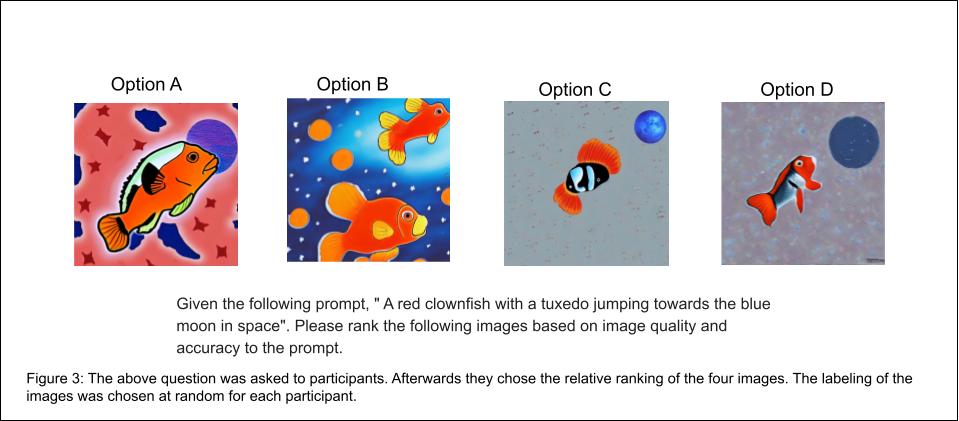 Option A
Option B
Option C
Option D
Given the following prompt, " A red clownfish with a tuxedo jumping towards the blue
moon in space". Please rank the following images based on image quality and
accuracy to the prompt.
Figure 3: The above question was asked to participants. Afterwards they chose the relative ranking of the four images. The labeling of the
images was chosen at random for each participant.